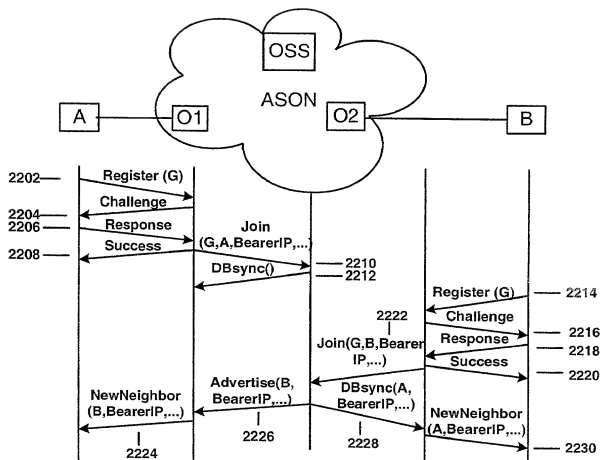 OSS
ASON
A
O1
O2
B
2202
Register (G)
2204
Challenge
2206
Response
2208
Success
Join
(G,A,BearerIP,...)
2210
DBsync()
2212
Register (G)
2214
2222
Challenge
2216
Join(G,B,Bearer
IP,...)
Response
2218
Success
2220
Advertise(B,
BearerIP,...)
DBsync(A,
BearerIP,...)
NewNeighbor
(B,BearerIP,...)
NewNeighbor
(A,BearerIP,...)
2224
2226
2228
2230